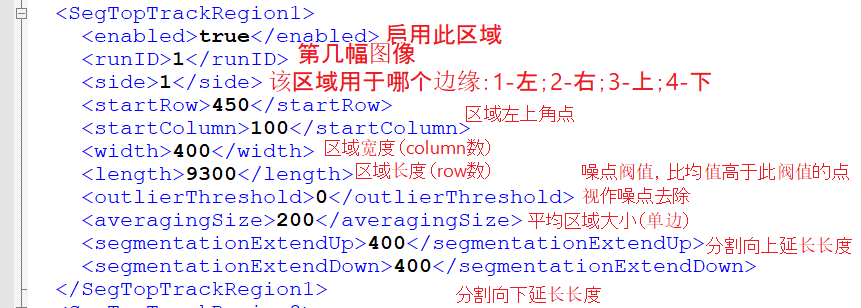 <SegTopTrackRegion1>
<enabled>true</enabled> 启用此区域
<runID>1</runID> 第几幅图像
<side>1</side> 该区域用于哪个边缘:1-左;2-右;3-上;4-下
<startRow>450</startRow>
<startColumn>100</startColumn> 区域左上角点
<width>400</width> 区域宽度(column数)
<length>9300</length> 区域长度(row数) 噪点阀值, 比均值高于此阀值的点
<outlierThreshold>0</outlierThreshold> 视作噪点去除
<averagingSize>200</averagingSize> 平均区域大小(单边)
<segmentationExtendUp>400</segmentationExtendUp> 分割向上延长长度
<segmentationExtendDown>400</segmentationExtendDown>
</SegTopTrackRegion1> 分割向下延长长度